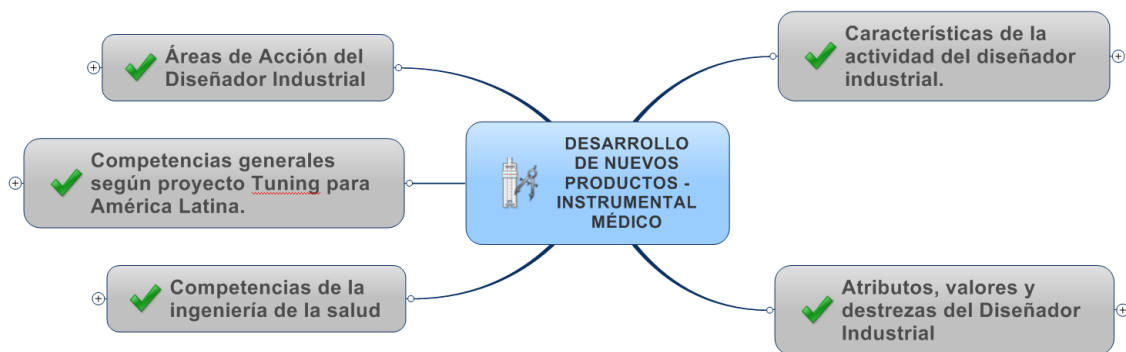 Áreas de Acción del
Diseñador Industrial
Competencias generales
según proyecto Tuning para
América Latina.
Competencias de la
ingeniería de la salud
DESARROLLO
DE NUEVOS
PRODUCTOS -
INSTRUMENTAL
MÉDICO
Características de la
actividad del diseñador
industrial.
Atributos, valores y
destrezas del Diseñador
Industrial